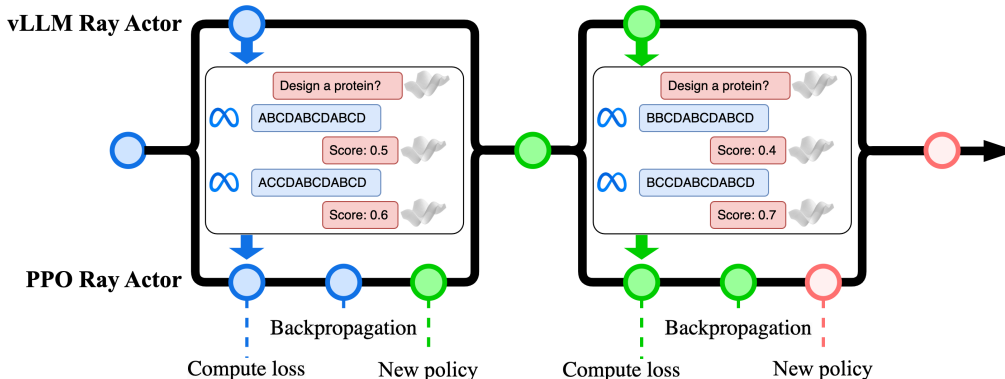 vLLM Ray Actor
Design a protein?
ABCDABCDABCD
Score: 0.5
ACCDABCDABCD
Score: 0.6
Design a protein?
BBCDABCDABCD
Score: 0.4
BCCDABCDABCD
Score: 0.7
PPO Ray Actor
Backpropagation
Compute loss
New policy
Backpropagation
Compute loss
New policy